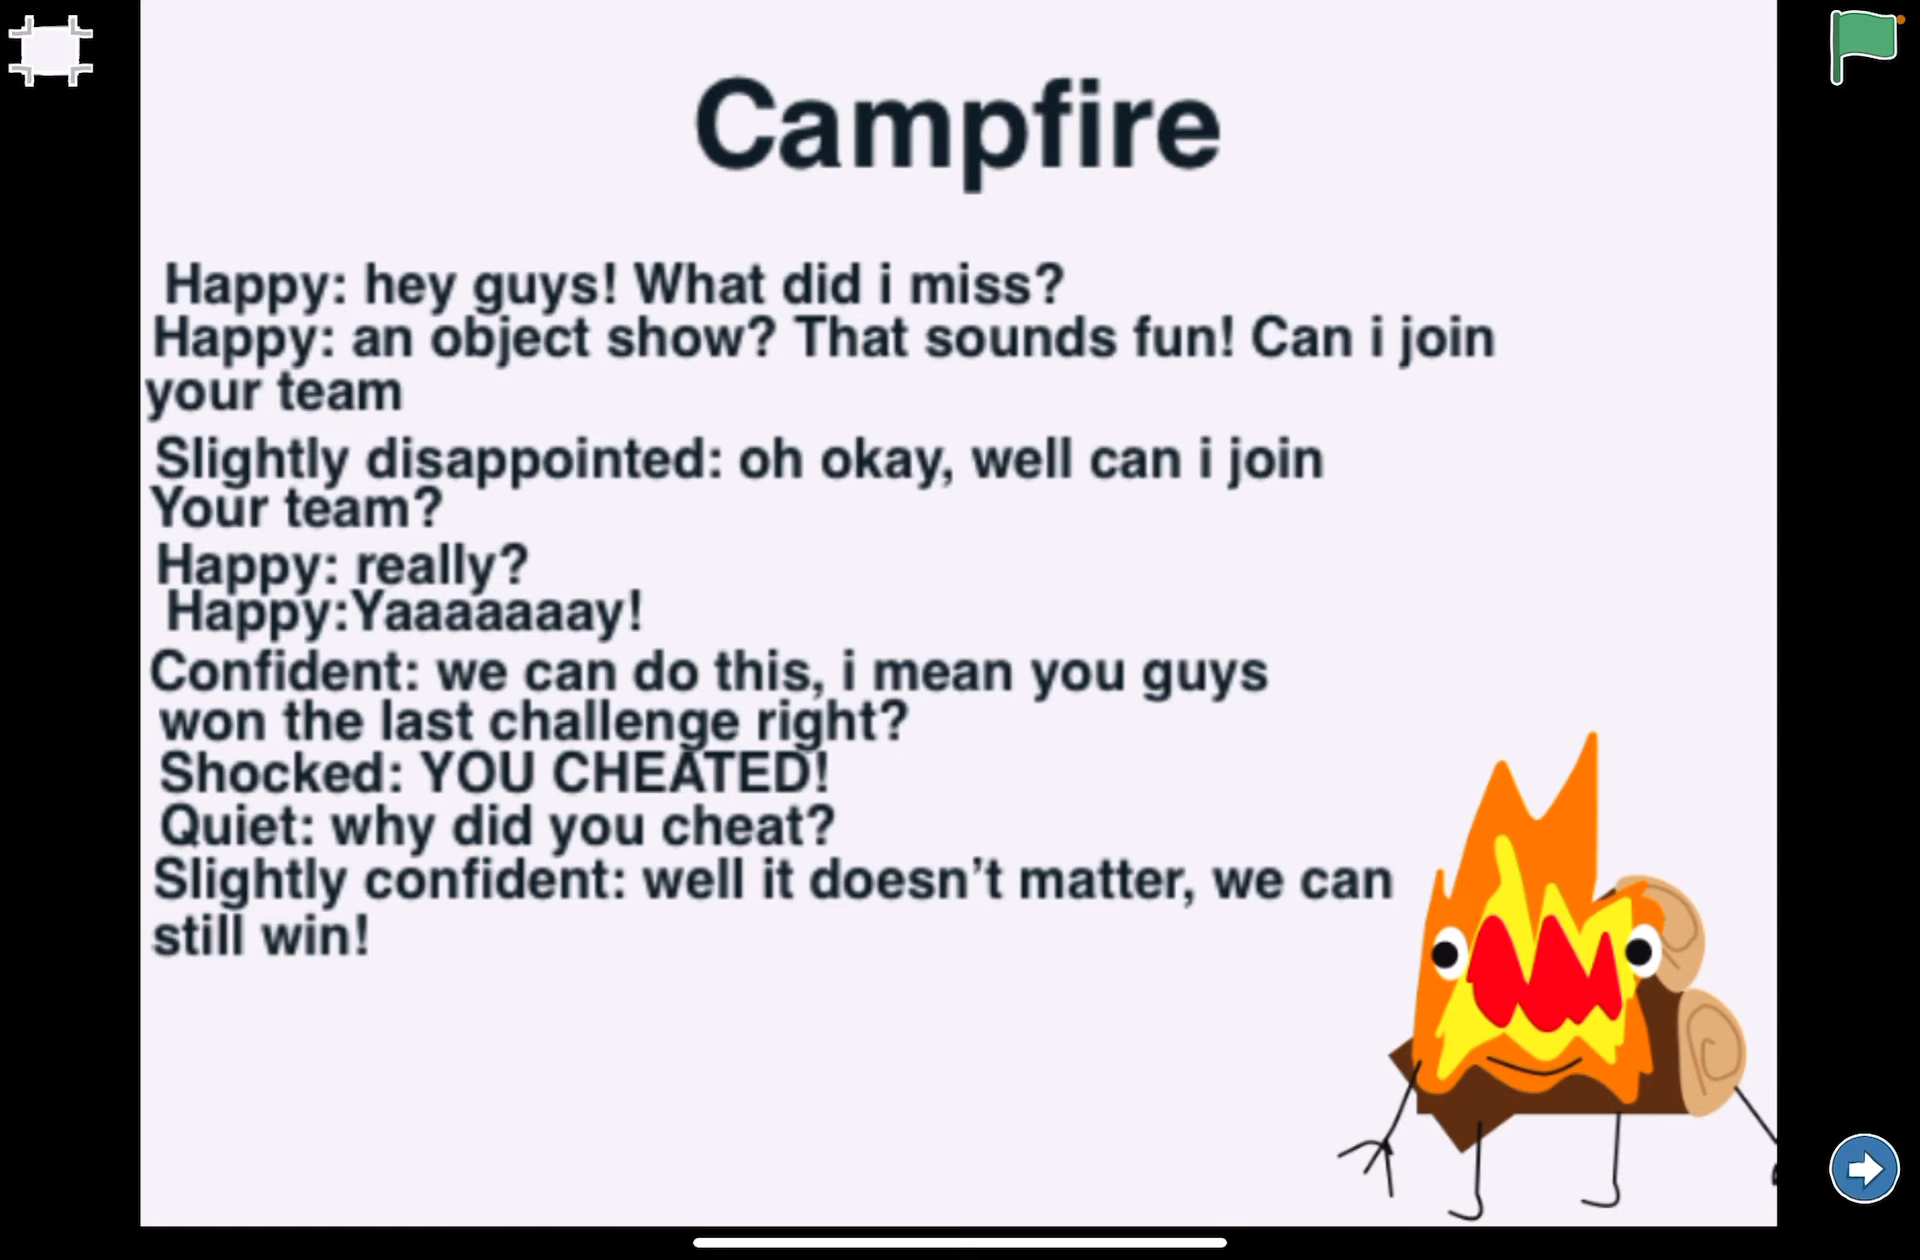 Campfire
Happy: hey guys! What did i miss?
Happy: an object show? That sounds fun! Can i join
your team
Slightly disappointed: oh okay, well can i join
Your team?
Happy: really?
Happy:Yaaaaaaay!
Confident: we can do this, i mean you guys
won the last challenge right?
Shocked: YOU CHEATED!
Quiet: why did you cheat?
Slightly confident: well it doesn’t matter, we can
still win!